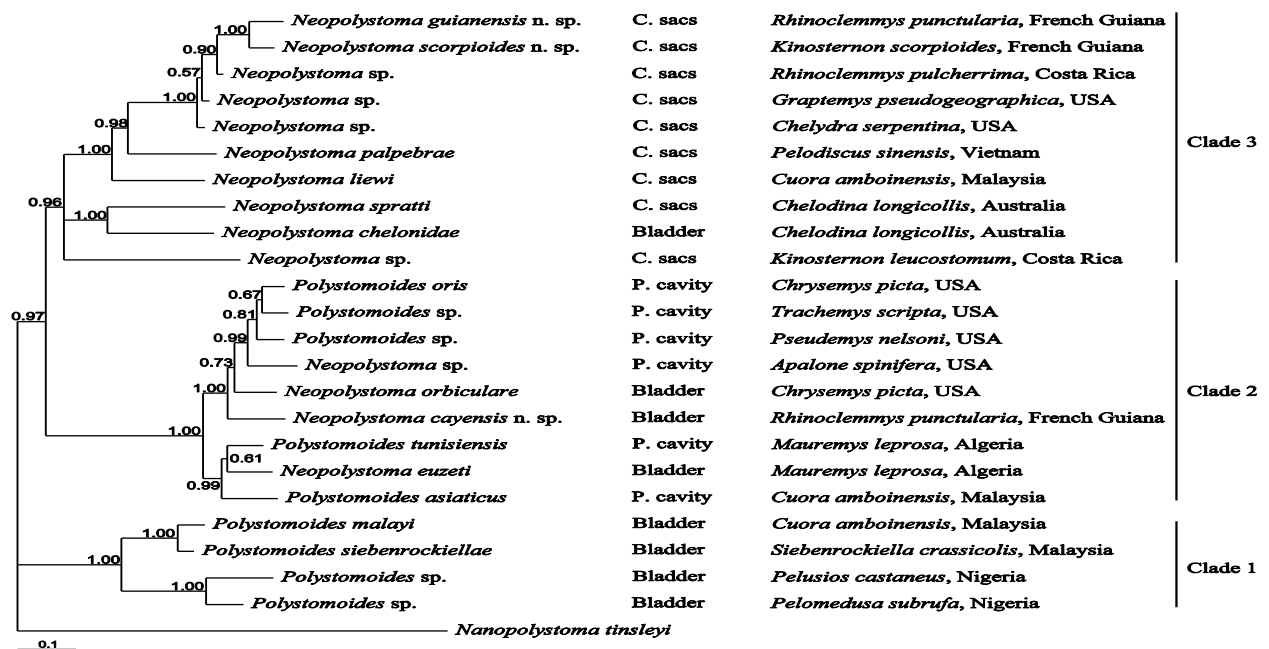 1.00 Neopolystoma guianensis n. sp. C. sacs Rhinoclemmys punctularia, French Guiana
0.90 Neopolystoma scorpioides n. sp. C. sacs Kinosternon scorpioides, French Guiana
0.57 Neopolystoma sp. C. sacs Rhinoclemmys pulcherrima, Costa Rica
1.00 Neopolystoma sp. C. sacs Graptemys pseudogeographica, USA
Neopolystoma sp. C. sacs Chelydra serpentina, USA
0.98
Clade 3
1.00 Neopolystoma palpebrae C. sacs Pelodiscus sinensis, Vietnam
Neopolystoma liewi C. sacs Cuora amboinensis, Malaysia
0.96 Neopolystoma spratti C. sacs Chelodina longicollis, Australia
1.00
Neopolystoma chelonidae Bladder Chelodina longicollis, Australia
Neopolystoma sp. C. sacs Kinosternon leucostomum, Costa Rica
Polystomoides oris P. cavity Chrysemys picta, USA
0.67
Polystomoides sp. P. cavity Trachemys scripta, USA
0.97 0.81
0.99 Polystomoides sp. P. cavity Pseudemys nelsoni, USA
0.73 Neopolystoma sp. P. cavity Apalone spinifera, USA
1.00 Neopolystoma orbiculare Bladder Chrysemys picta, USA Clade 2
Neopolystoma cayensis n. sp. Bladder Rhinoclemmys punctularia, French Guiana
1.00
Polystomoides tunisiensis P. cavity Mauremys leprosa, Algeria
0.61
Neopolystoma euzeti Bladder Mauremys leprosa, Algeria
0.99
Polystomoides asiaticus P. cavity Cuora amboinensis, Malaysia
Polystomoides malayi Bladder Cuora amboinensis, Malaysia
1.00
Polystomoides siebenrockiellae Bladder Siebenrockiella crassicolis, Malaysia
1.00 Clade 1
1.00 Polystomoides sp. Bladder Pelusios castaneus, Nigeria
Polystomoides sp. Bladder Pelomedusa subrufa, Nigeria
Nanopolystoma tinsleyi
0.1